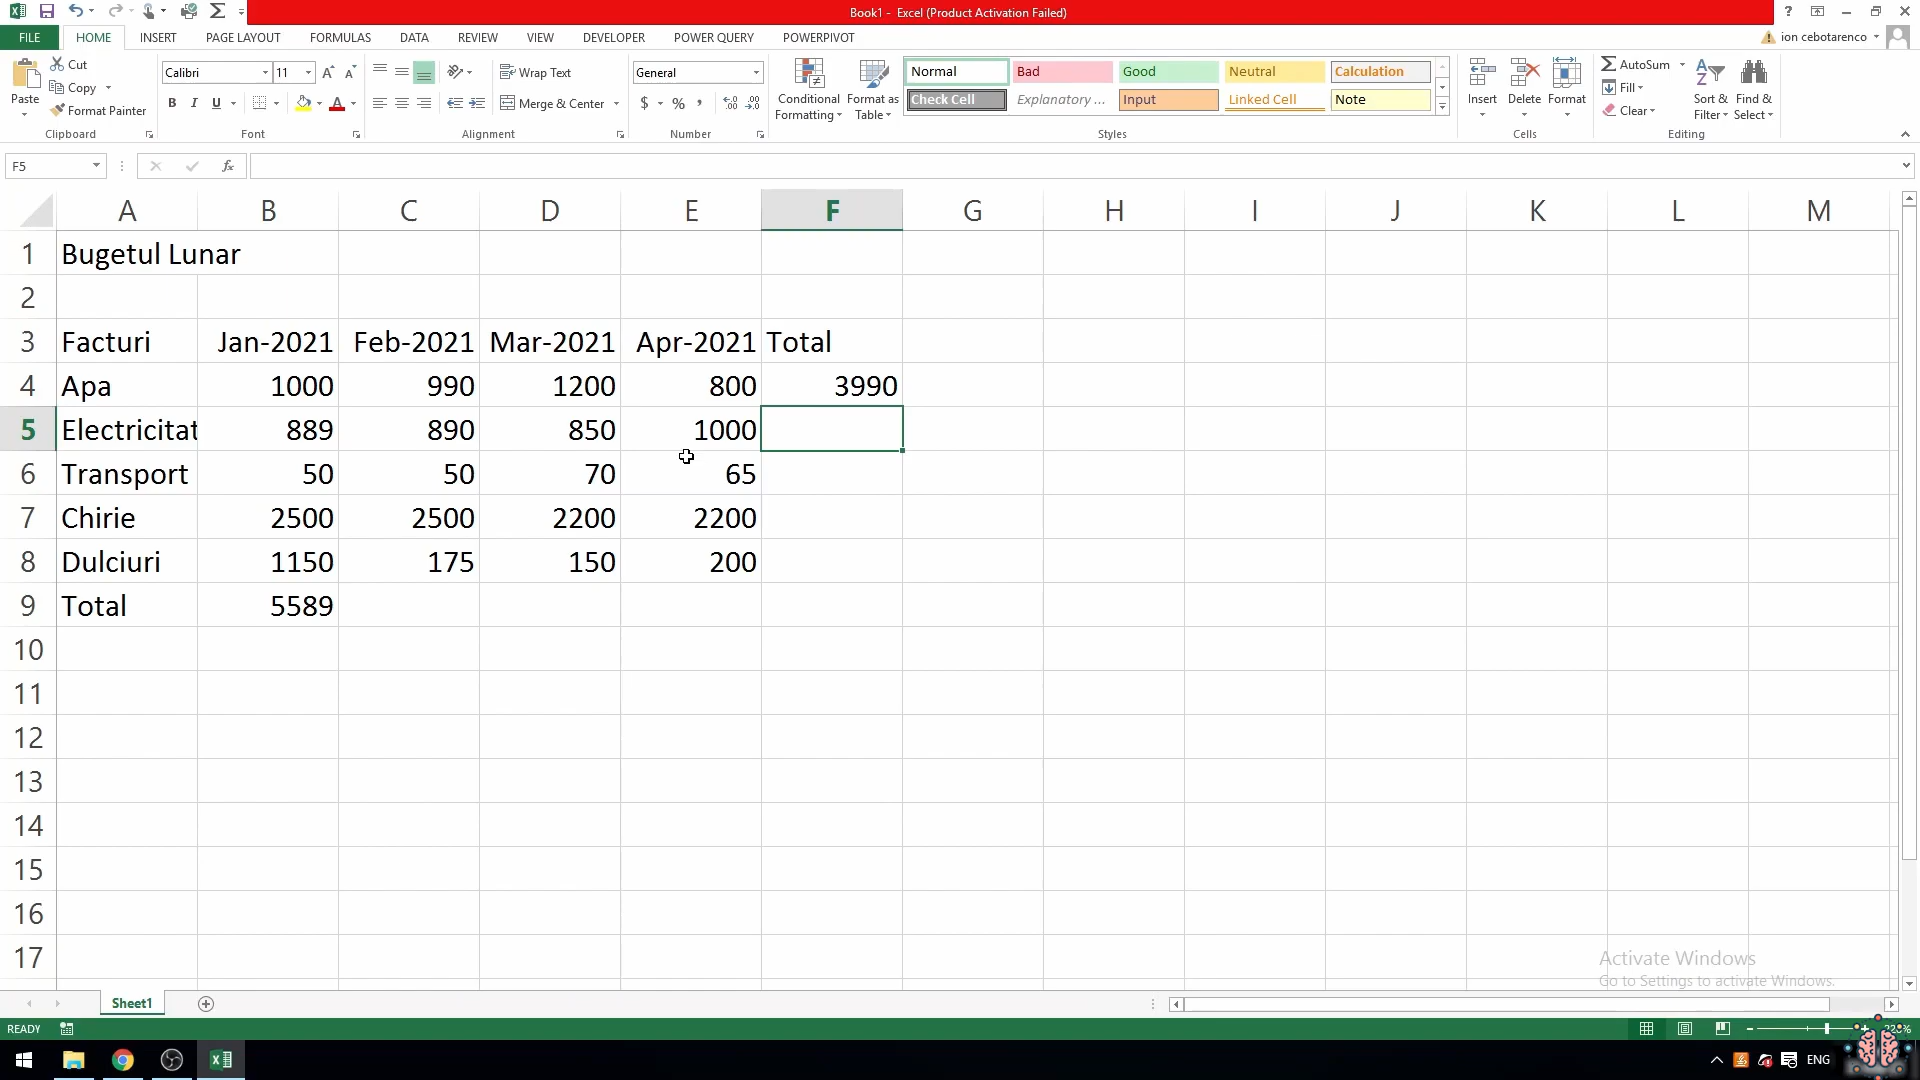 Book1 - Excel (Product Activation Failed)
FILE HOME INSERT PAGE LAYOUT FORMULAS DATA REVIEW VIEW DEVELOPER POWER QUERY POWERPIVOT ion cebotarenco
Paste Cut Copy Format Painter Clipboard
Calibri 11 B I U Font
Wrap Text Merge & Center Alignment
General $ % , Number
Conditional Formatting Format as Table
Normal Bad Good Neutral Calculation
Check Cell Explanatory ... Input Linked Cell Note
Styles
Insert Delete Format Cells
AutoSum Fill Clear Sort & Filter Find & Select Editing
F5 fx
A B C D E F G H I J K L M
1 Bugetul Lunar
2
3 Facturi Jan-2021 Feb-2021 Mar-2021 Apr-2021 Total
4 Apa 1000 990 1200 800 3990
5 Electricitat 889 890 850 1000
6 Transport 50 50 70 65
7 Chirie 2500 2500 2200 2200
8 Dulciuri 1150 175 150 200
9 Total 5589
10
11
12
13
14
15
16
17
Activate Windows
Go to Settings to activate Windows.
Sheet1
READY
ENG